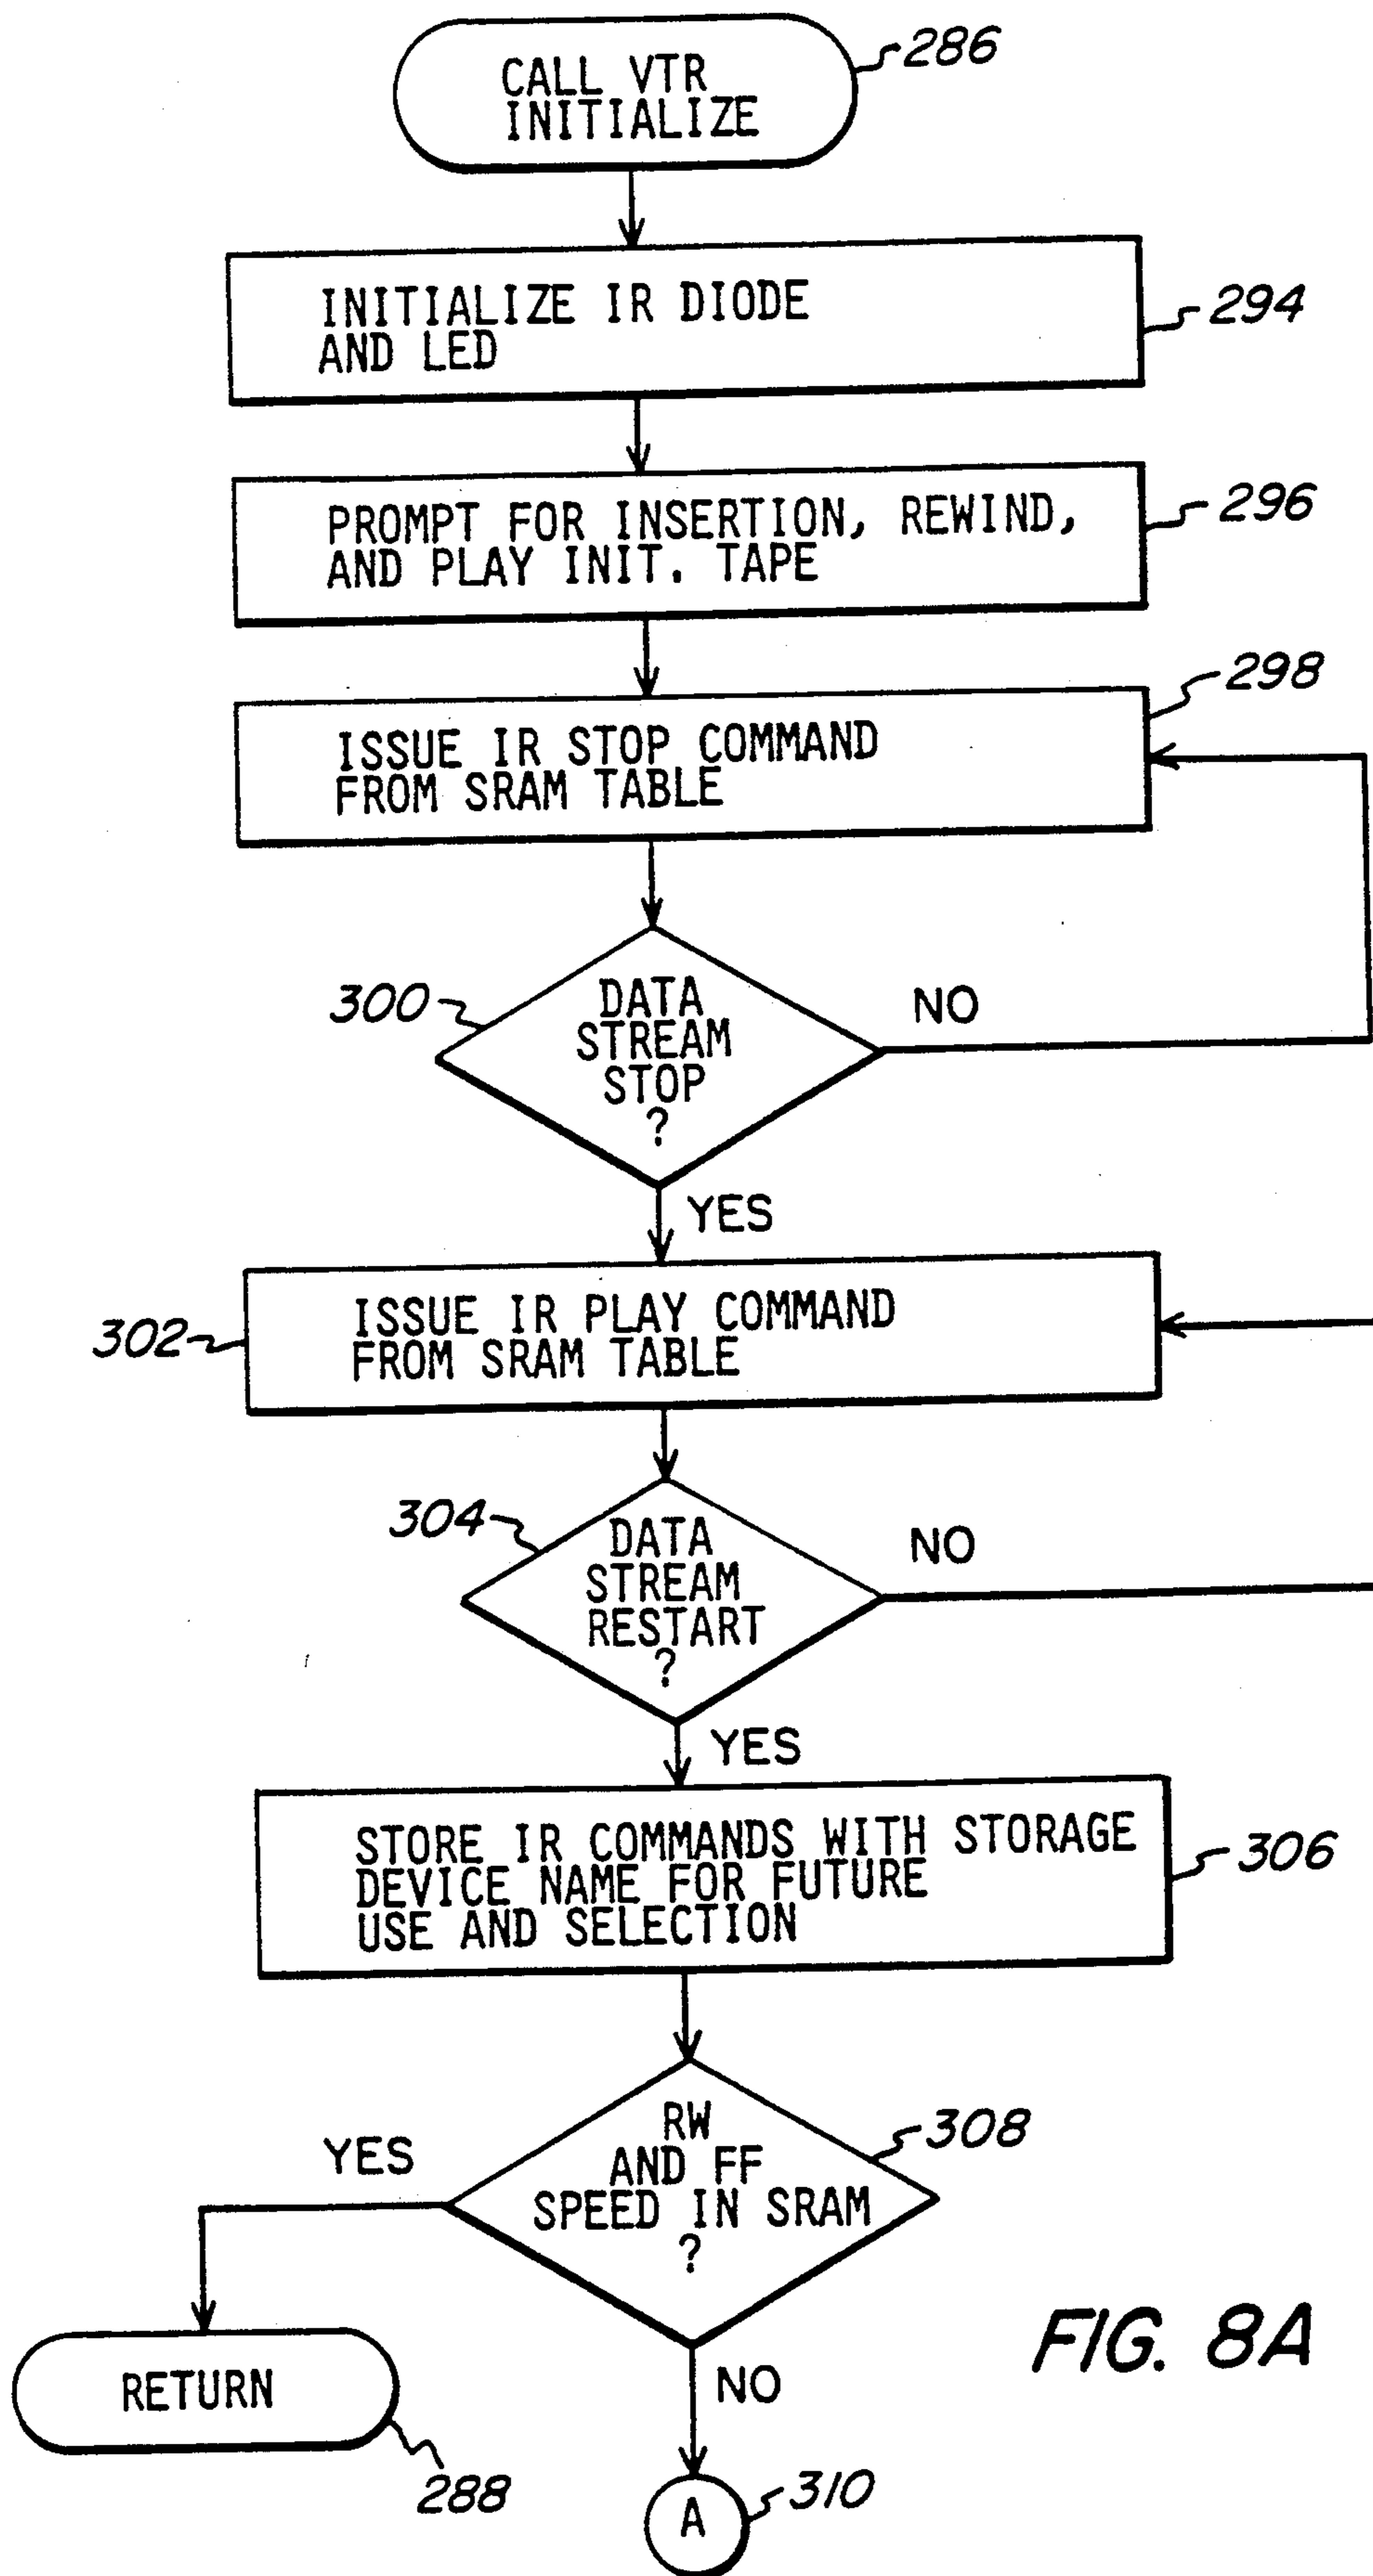 CALL VTR
INITIALIZE
286
INITIALIZE IR DIODE
AND LED
294
PROMPT FOR INSERTION, REWIND,
AND PLAY INIT. TAPE
296
298
ISSUE IR STOP COMMAND
FROM SRAM TABLE
300
DATA
STREAM
STOP
?
NO
YES
302
ISSUE IR PLAY COMMAND
FROM SRAM TABLE
304
DATA
STREAM
RESTART
?
NO
YES
STORE IR COMMANDS WITH STORAGE
DEVICE NAME FOR FUTURE
USE AND SELECTION
306
RW
AND FF
SPEED IN SRAM
?
308
YES
RETURN
288
NO
A
310
FIG. 8A